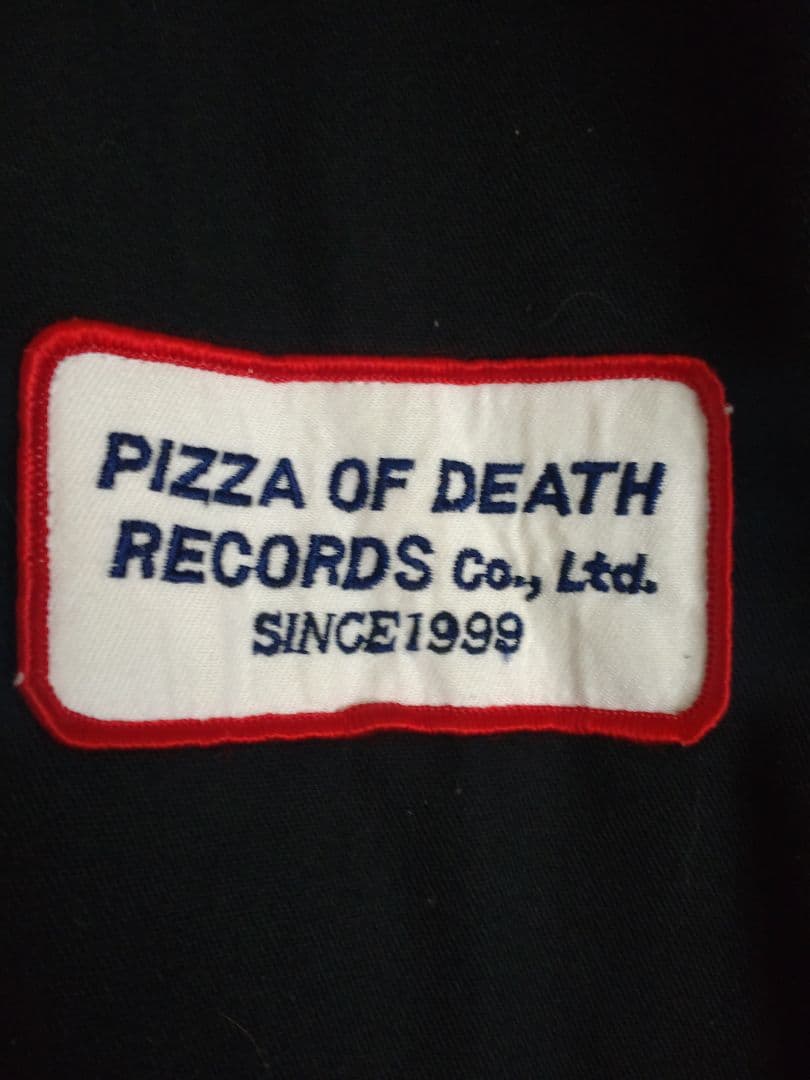 PIZZA OF DEATH
RECORDS Co., Ltd.
SINCE1999